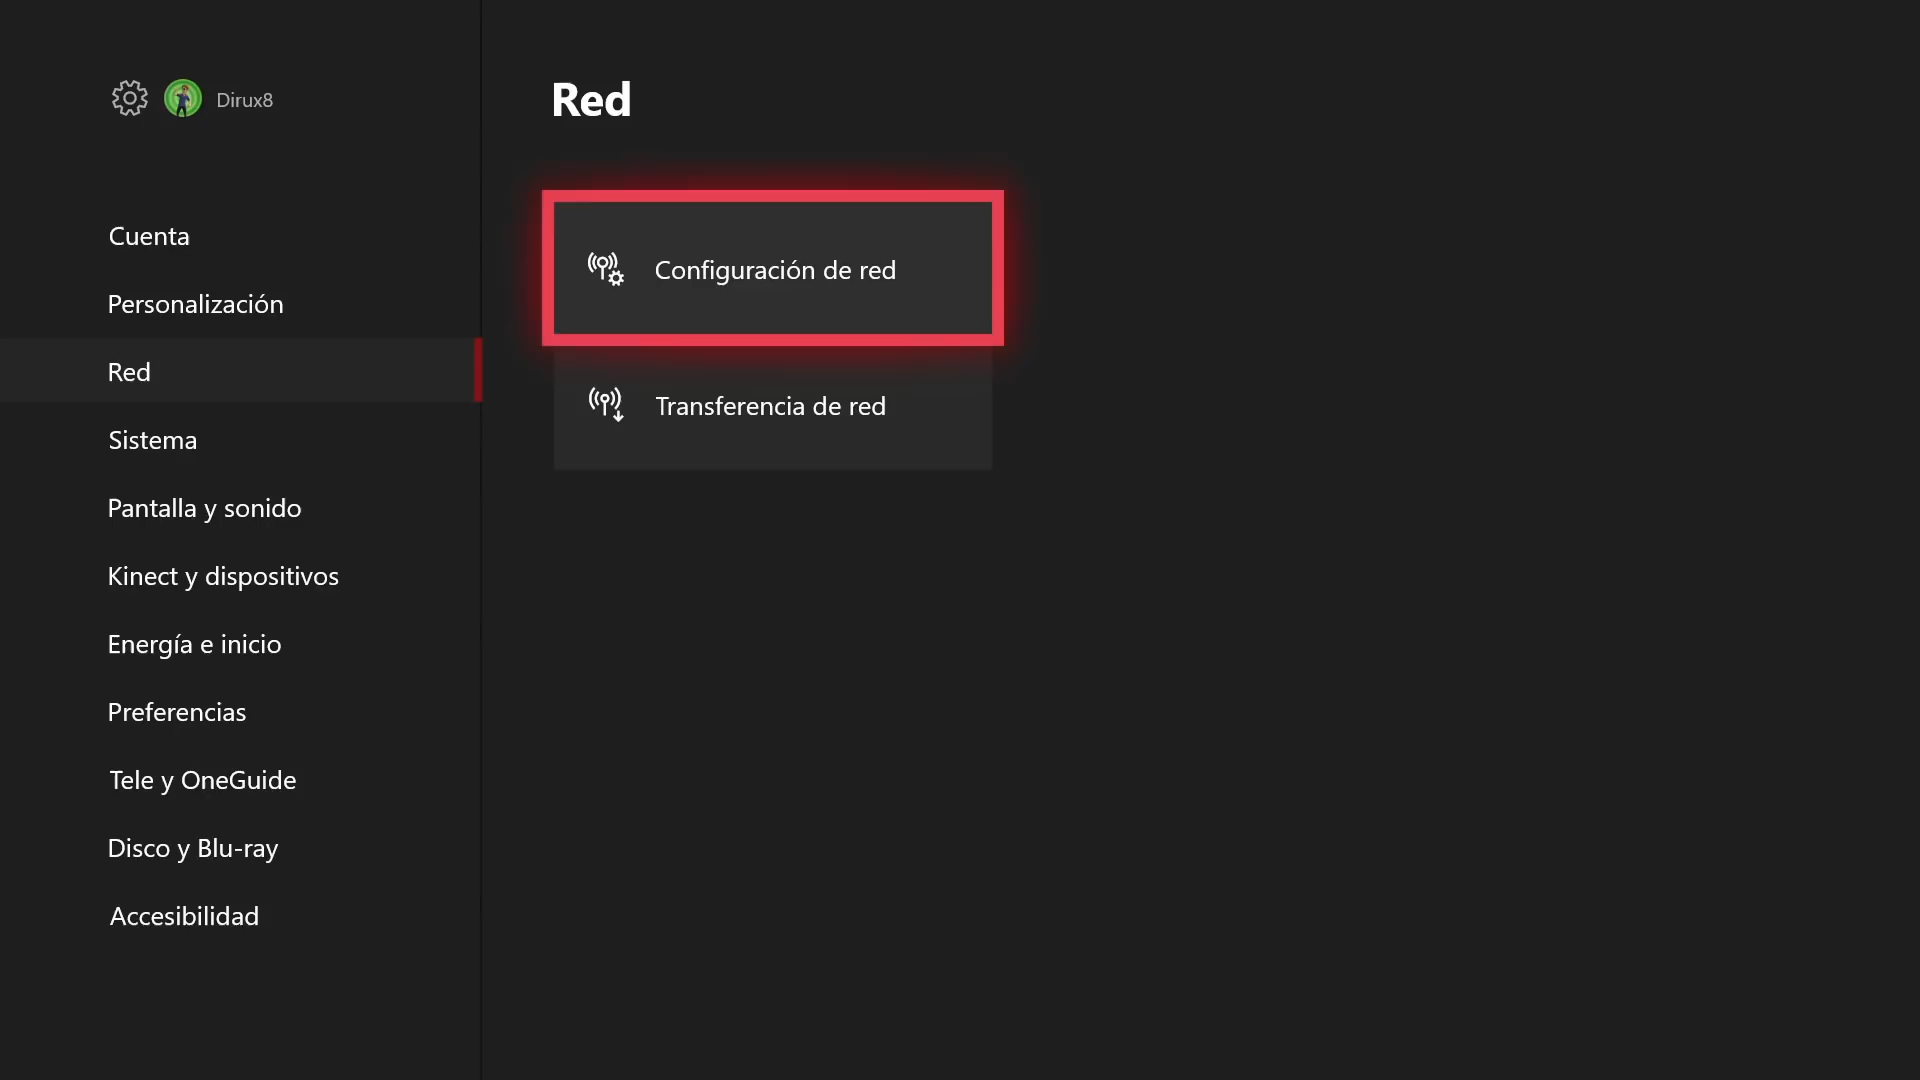 Dirux8
Cuenta
Personalización
Red
Sistema
Pantalla y sonido
Kinect y dispositivos
Energía e inicio
Preferencias
Tele y OneGuide
Disco y Blu-ray
Accesibilidad
Red
Configuración de red
Transferencia de red